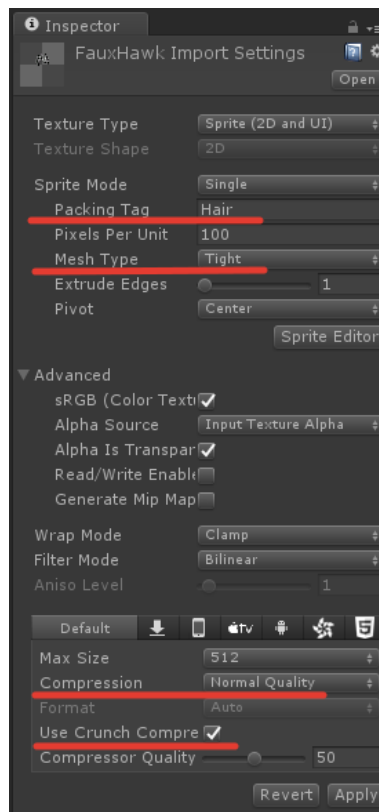 Inspector
FauxHawk Import Settings
Open
Texture Type Sprite (2D and UI)
Texture Shape 2D
Sprite Mode Single
Packing Tag Hair
Pixels Per Unit 100
Mesh Type Tight
Extrude Edges 1
Pivot Center
Sprite Editor
Advanced
sRGB (Color Text
Alpha Source Input Texture Alpha
Alpha Is Transpar
Read/Write Enable
Generate Mip Map
Wrap Mode Clamp
Filter Mode Bilinear
Aniso Level 1
Default tv
Max Size 512
Compression Normal Quality
Format Auto
Use Crunch Compre
Compressor Quality 50
Revert Apply